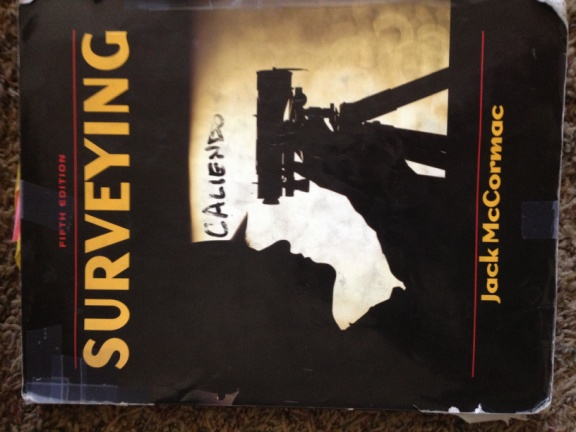 FIFTH EDITION
SURVEYING
CALIENDO
Jack McCormac